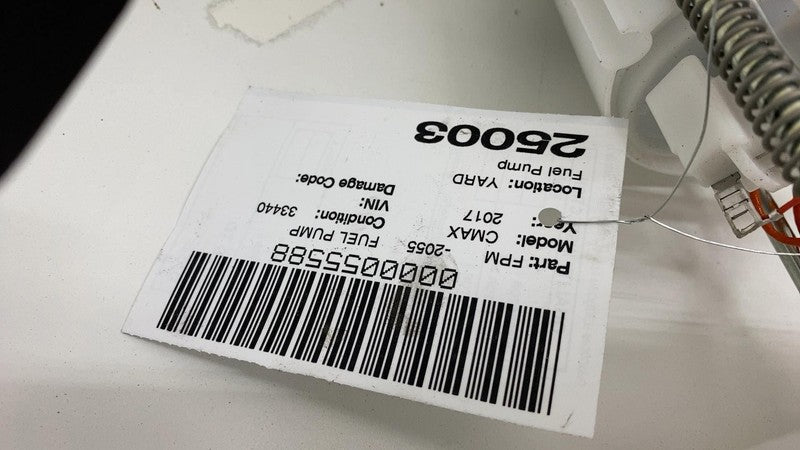 0000055588
Part: FPM -2055 FUEL PUMP
Model: CMAX Condition: 33440
Year: 2017 VIN:
Location: YARD Damage Code:
Fuel Pump
25003